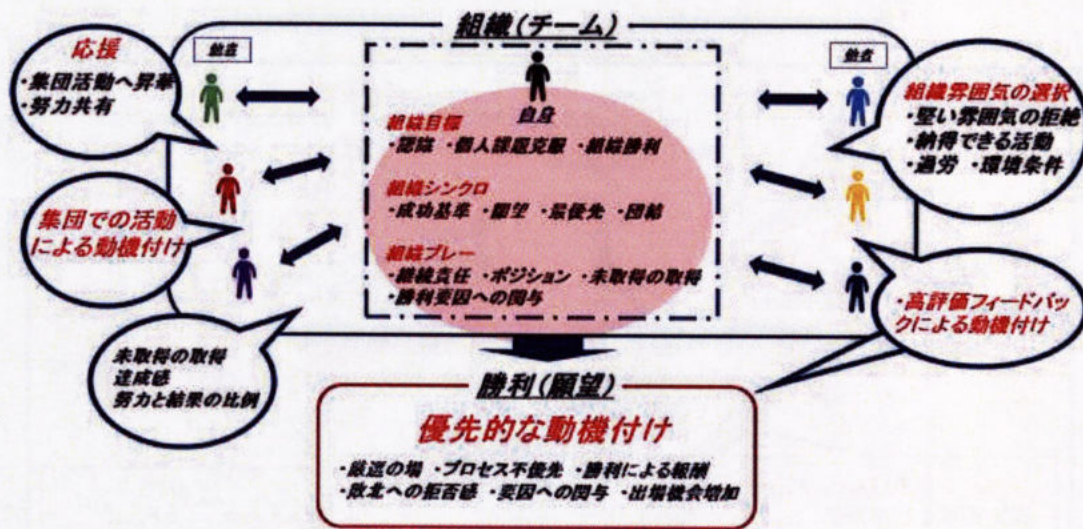 組織(チーム)
他者
他者
応援
・集団活動へ昇華
・努力共有
自身
組織目標
・認識 ・個人課題克服 ・組織勝利
組織シンクロ
・成功基準 ・願望 ・最優先 ・団結
組織プレー
・継続責任 ・ポジション ・未取得の取得
・勝利要因への関与
組織雰囲気の選択
・堅い雰囲気の拒絶
・納得できる活動
・過労 ・環境条件
集団での活動
による動機付け
・高評価フィードバッ
クによる動機付け
未取得の取得
達成感
努力と結果の比例
勝利(願望)
優先的な動機付け
・厳選の場 ・プロセス不優先 ・勝利による報酬
・敗北への拒否感 ・要因への関与 ・出場機会増加